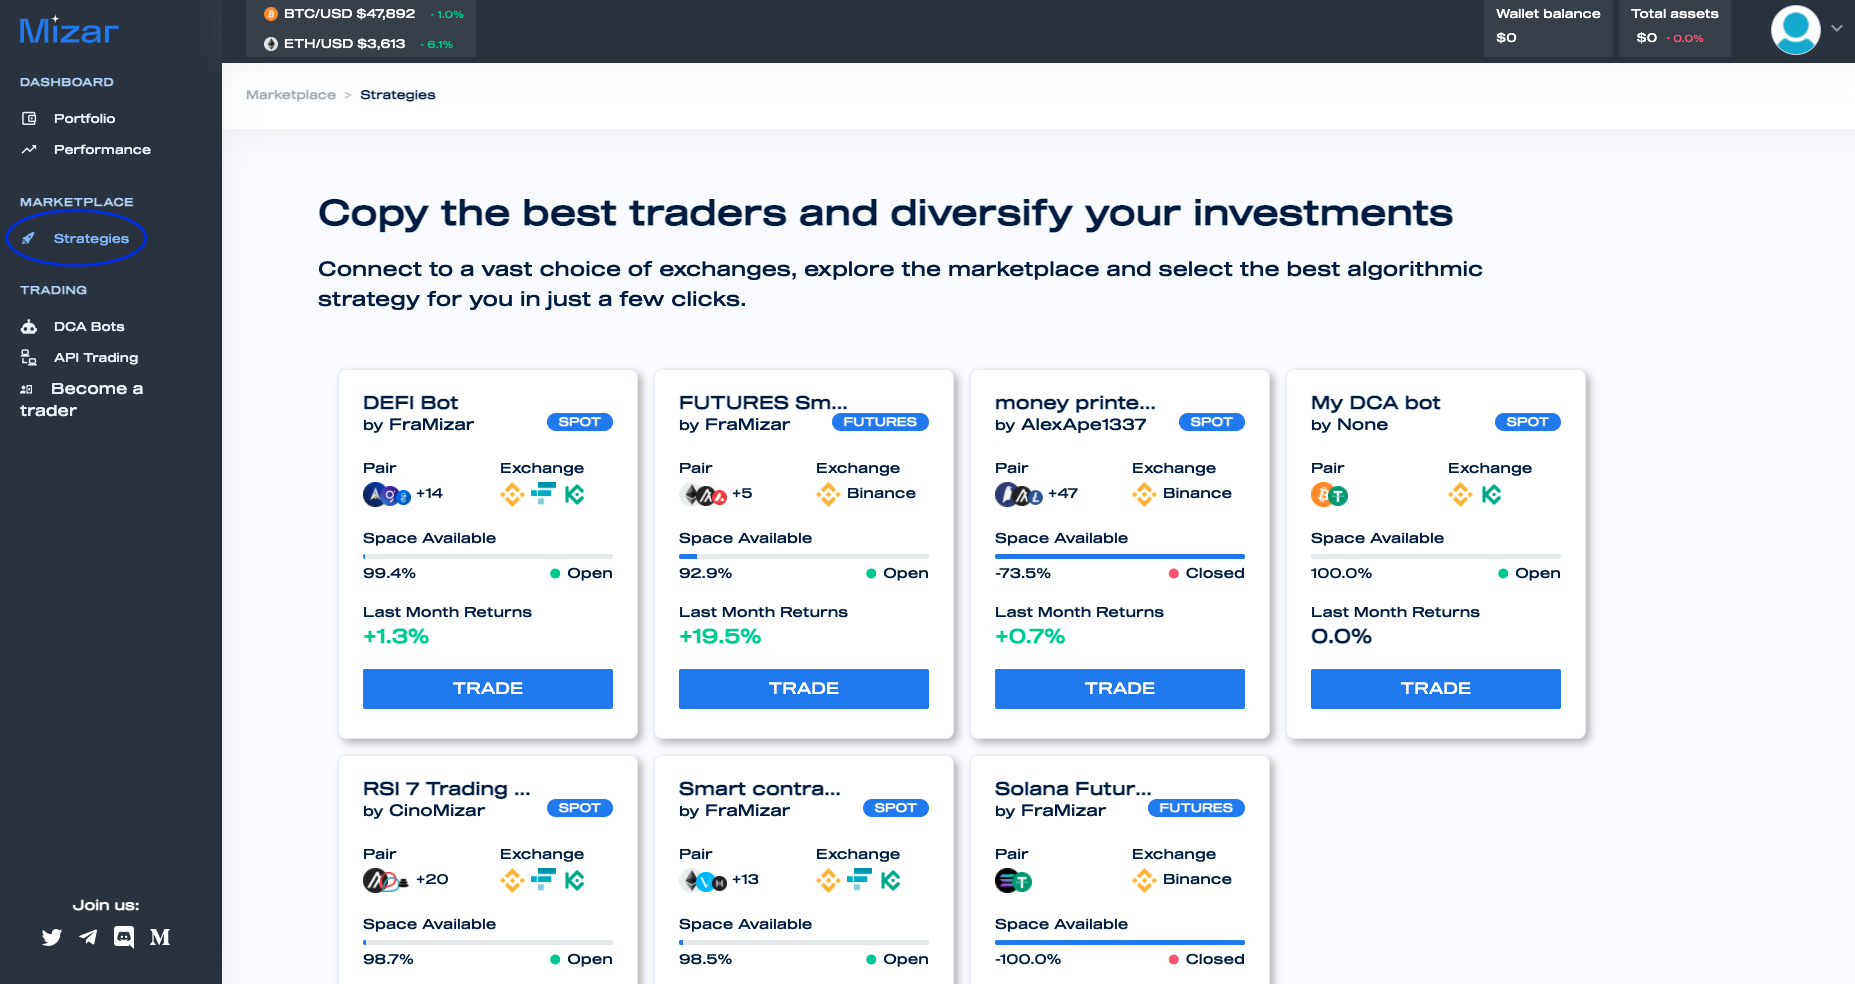 Mizar
BTC/USD $47,892 - 1.0%
ETH/USD $3,613 - 6.1%
Wallet balance
$0
Total assets
$0 - 0.0%
DASHBOARD
Portfolio
Performance
MARKETPLACE
Strategies
TRADING
DCA Bots
API Trading
Become a
trader
Join us:
M
Marketplace > Strategies
Copy the best traders and diversify your investments
Connect to a vast choice of exchanges, explore the marketplace and select the best algorithmic
strategy for you in just a few clicks.
DEFI Bot
by FraMizar SPOT
Pair Exchange
+14
Space Available
99.4% Open
Last Month Returns
+1.3%
TRADE
FUTURES Sm...
by FraMizar FUTURES
Pair Exchange
+5 Binance
Space Available
92.9% Open
Last Month Returns
+19.5%
TRADE
money printe...
by AlexApe1337 SPOT
Pair Exchange
+47 Binance
Space Available
-73.5% Closed
Last Month Returns
+0.7%
TRADE
My DCA bot
by None SPOT
Pair Exchange
Space Available
100.0% Open
Last Month Returns
0.0%
TRADE
RSI 7 Trading ...
by CinoMizar SPOT
Pair Exchange
+20
Space Available
98.7% Open
Smart contra...
by FraMizar SPOT
Pair Exchange
+13
Space Available
98.5% Open
Solana Futur...
by FraMizar FUTURES
Pair Exchange
Binance
Space Available
-100.0% Closed